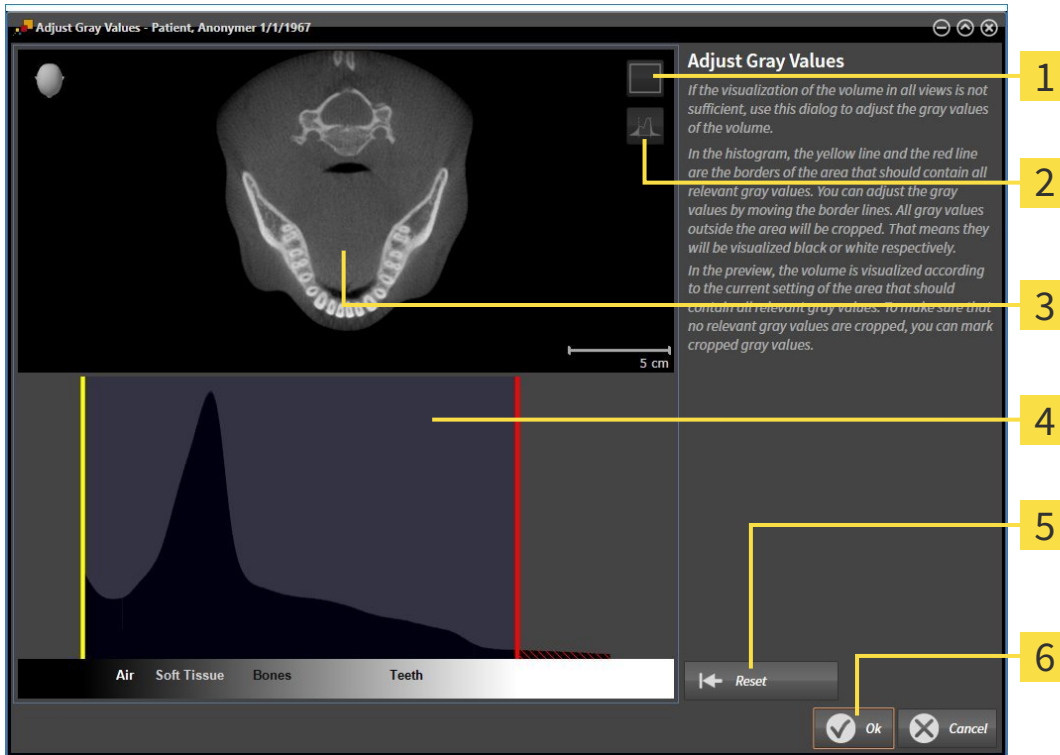 Adjust Gray Values - Patient, Anonymer 1/1/1967
Adjust Gray Values
If the visualization of the volume in all views is not
sufficient, use this dialog to adjust the gray values
of the volume.
In the histogram, the yellow line and the red line
are the borders of the area that should contain all
relevant gray values. You can adjust the gray
values by moving the border lines. All gray values
outside the area will be cropped. That means they
will be visualized black or white respectively.
In the preview, the volume is visualized according
to the current setting of the area that should
contain all relevant gray values. To make sure that
no relevant gray values are cropped, you can mark
cropped gray values.
5 cm
Air Soft Tissue Bones Teeth
Reset
Ok Cancel
1
2
3
4
5
6